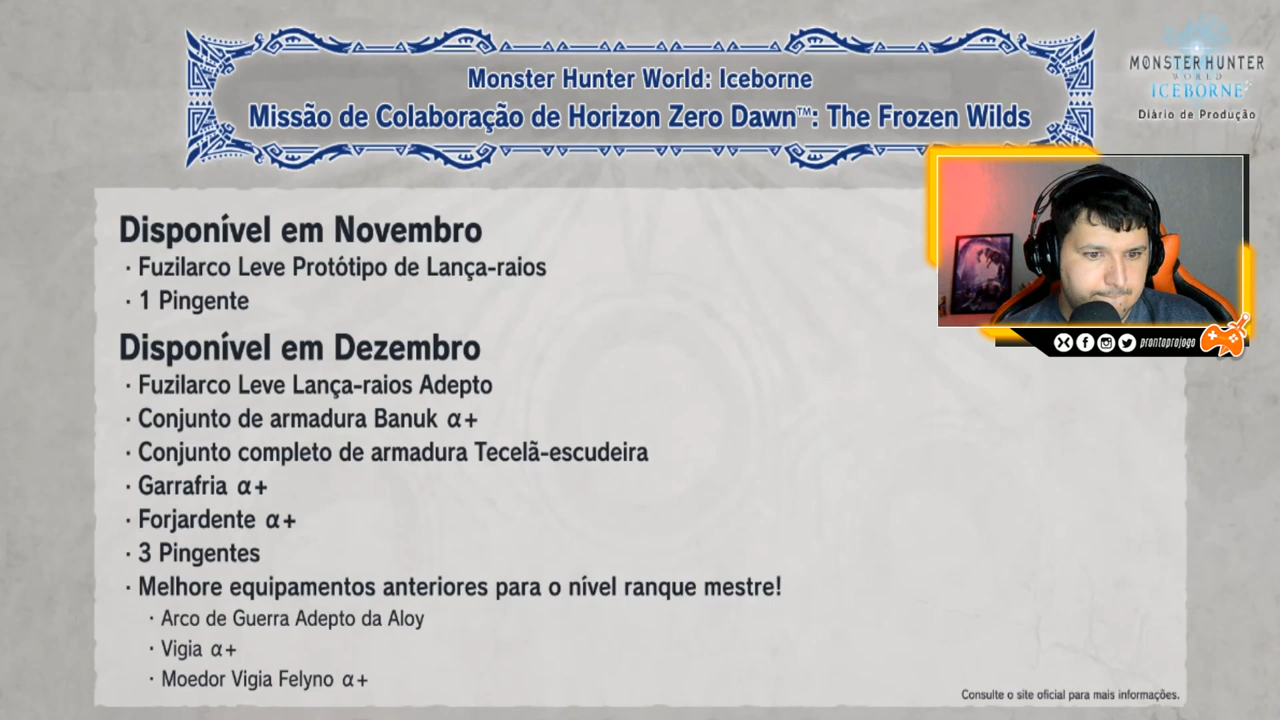 Monster Hunter World: Iceborne
Missão de Colaboração de Horizon Zero Dawn™: The Frozen Wilds
MONSTER HUNTER
WORLD
ICEBORNE
Diário de Produção
prontoprojogo
Disponível em Novembro
· Fuzilarco Leve Protótipo de Lança-raios
· 1 Pingente
Disponível em Dezembro
· Fuzilarco Leve Lança-raios Adepto
· Conjunto de armadura Banuk α+
· Conjunto completo de armadura Tecelã-escudeira
· Garrafria α+
· Forjardente α+
· 3 Pingentes
· Melhore equipamentos anteriores para o nível ranque mestre!
· Arco de Guerra Adepto da Aloy
· Vigia α+
· Moedor Vigia Felyno α+
Consulte o site oficial para mais informações.